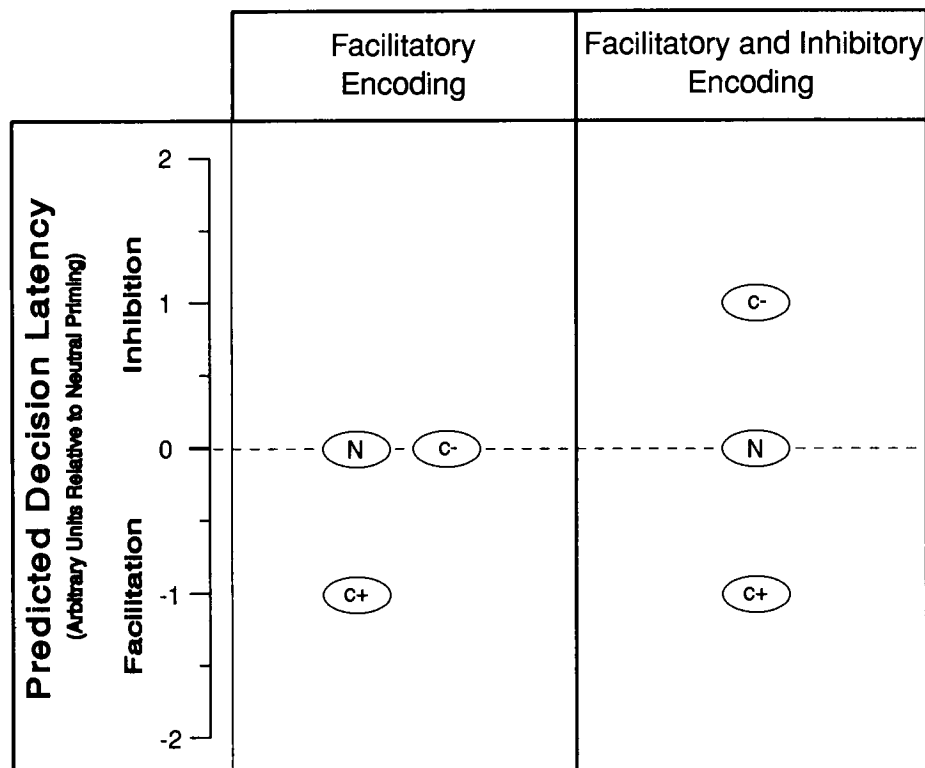 Facilitatory
Encoding
Facilitatory and Inhibitory
Encoding
Predicted Decision Latency
(Arbitrary Units Relative to Neutral Priming)
Inhibition
Facilitation
2
1
0
-1
-2
N
C-
C+
C-
N
C+